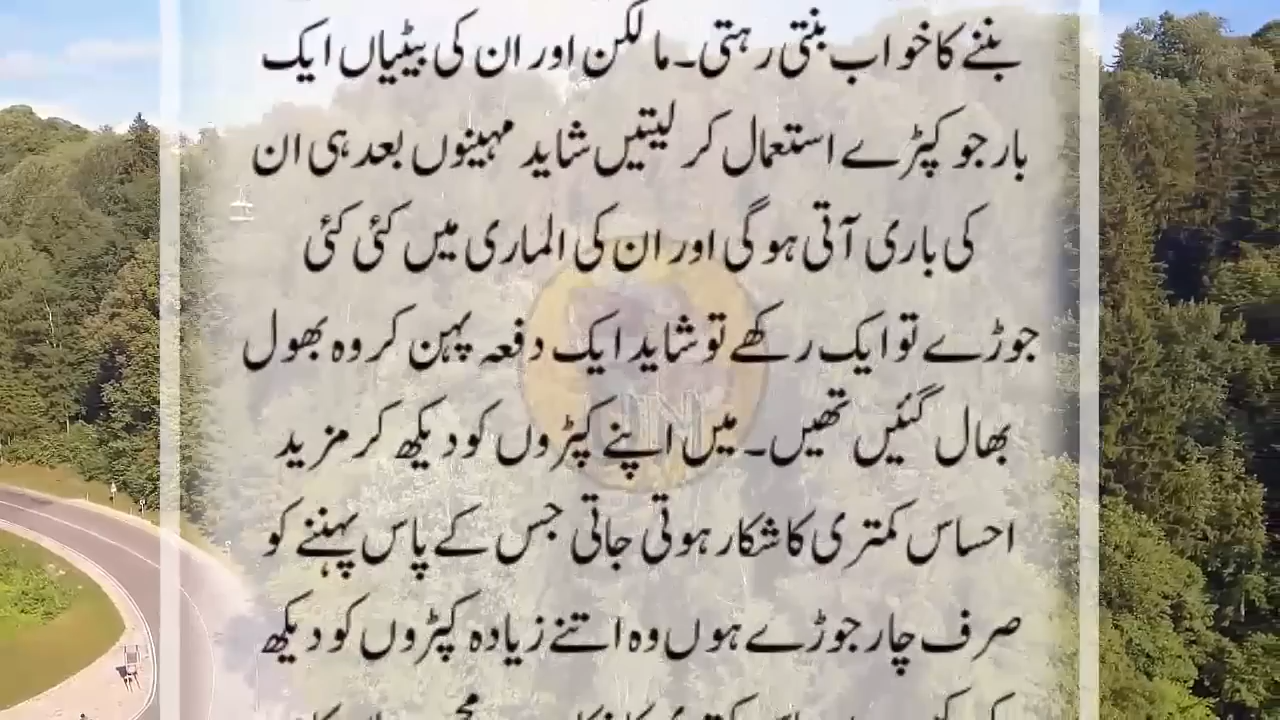 بننے کا خواب بنتی رہتی۔ مالکن اور ان کی بیٹیاں ایک
بار جو کپڑے استعمال کر لیتیں شاید مہینوں بعد ہی ان
کی باری آتی ہو گی اور ان کی الماری میں کئی کئی
جوڑے تو ایک رکھے تو شاید ایک دفعہ پہن کر وہ بھول
بھال گئیں تھیں۔ میں اپنے کپڑوں کو دیکھ کر مزید
احساس کمتری کا شکار ہوتی جاتی جس کے پاس پہننے کو
صرف چار جوڑے ہوں وہ اتنے زیادہ کپڑوں کو دیکھ